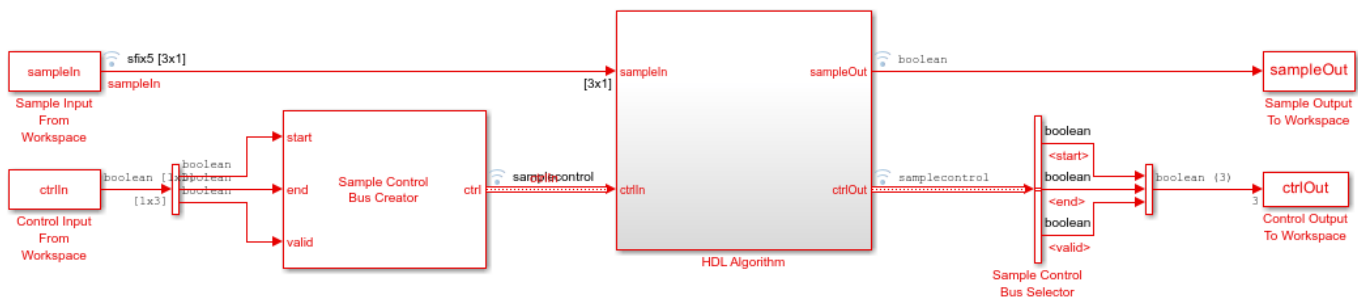 sfix5 [3x1]
sampleIn
sampleIn
Sample Input
From
Workspace
[3x1]
sampleIn
sampleOut
boolean
sampleOut
Sample Output
To Workspace
ctrlIn
Control Input
From
Workspace
boolean [1x3]
[1x3]
boolean
boolean
boolean
start
end
valid
Sample Control
Bus Creator
ctrl
samplecontrol
ctrlIn
ctrlOut
HDL Algorithm
samplecontrol
boolean
<start>
boolean
<end>
boolean
<valid>
Sample Control
Bus Selector
boolean (3)
3
ctrlOut
Control Output
To Workspace